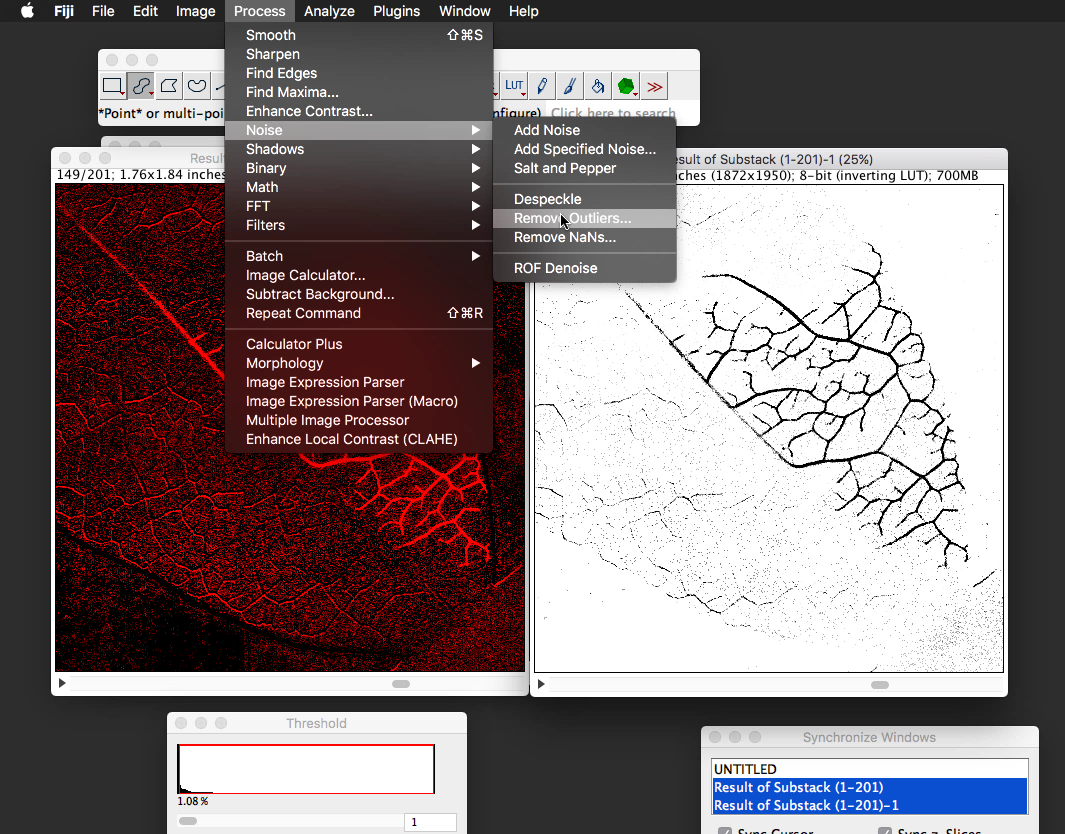 Fiji File Edit Image Process Analyze Plugins Window Help
Smooth ⇧⌘S
Sharpen
Find Edges
Find Maxima...
Enhance Contrast...
Noise ▶
Shadows ▶
Binary ▶
Math ▶
FFT ▶
Filters ▶
Batch ▶
Image Calculator...
Subtract Background...
Repeat Command ⇧⌘R
Calculator Plus
Morphology ▶
Image Expression Parser
Image Expression Parser (Macro)
Multiple Image Processor
Enhance Local Contrast (CLAHE)
Add Noise
Add Specified Noise...
Salt and Pepper
Despeckle
Remove Outliers...
Remove NaNs...
ROF Denoise
LUT
*Point* or multi-poi
nfigure) Click here to search
Resul
149/201; 1.76x1.84 inches
esult of Substack (1-201)-1 (25%)
nches (1872x1950); 8-bit (inverting LUT); 700MB
Threshold
1.08 %
1
Synchronize Windows
UNTITLED
Result of Substack (1-201)
Result of Substack (1-201)-1
Sync Cursor Sync z-Slices